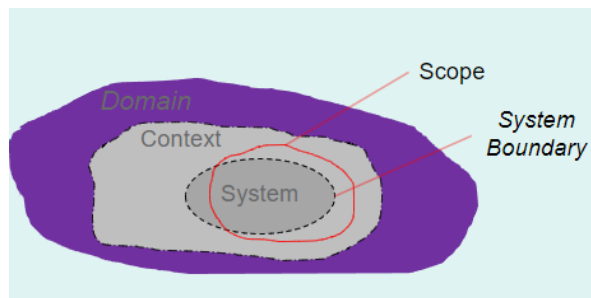 Scope
Domain
System
Boundary
Context
System